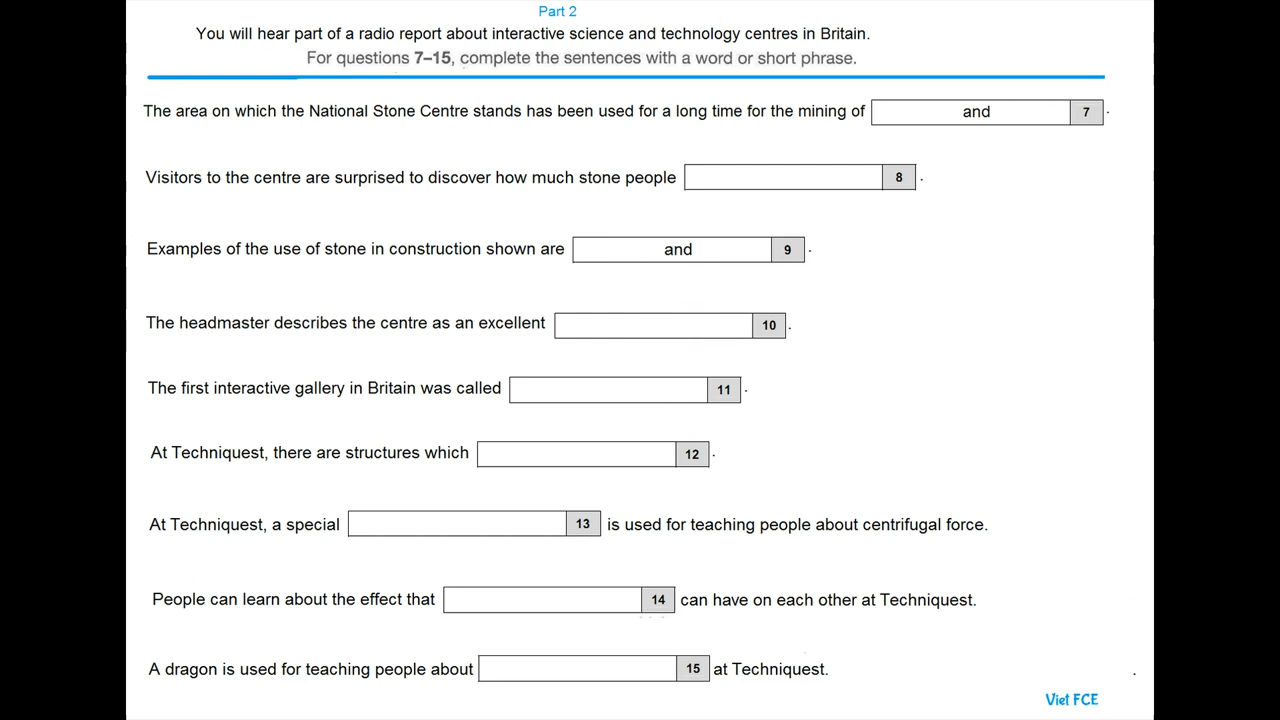 Part 2
You will hear part of a radio report about interactive science and technology centres in Britain.
For questions 7–15, complete the sentences with a word or short phrase.
The area on which the National Stone Centre stands has been used for a long time for the mining of and 7 .
Visitors to the centre are surprised to discover how much stone people 8 .
Examples of the use of stone in construction shown are and 9 .
The headmaster describes the centre as an excellent 10 .
The first interactive gallery in Britain was called 11 .
At Techniquest, there are structures which 12 .
At Techniquest, a special 13 is used for teaching people about centrifugal force.
People can learn about the effect that 14 can have on each other at Techniquest.
A dragon is used for teaching people about 15 at Techniquest. .
Viet FCE